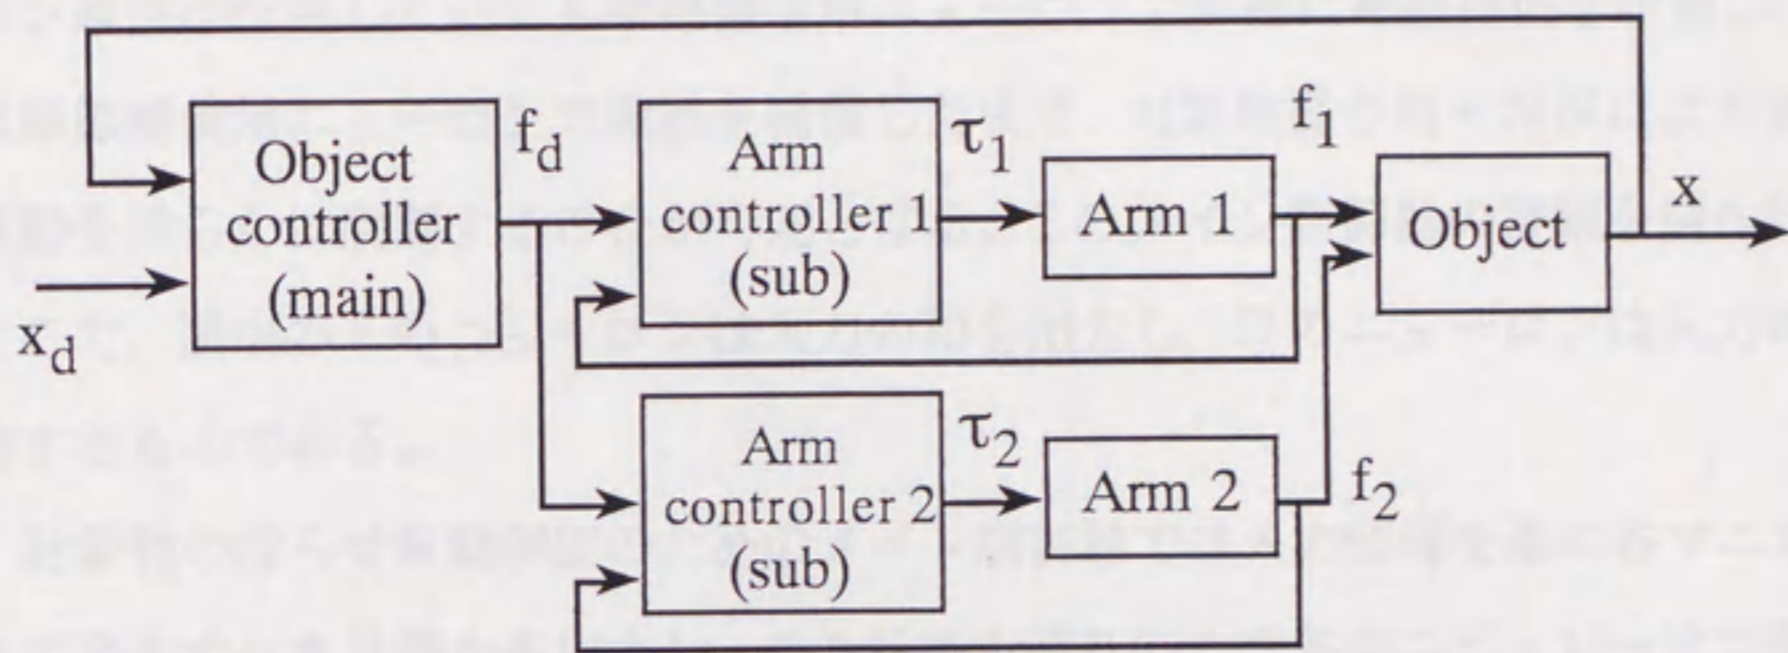 Object
controller
(main)
x_d
f_d
Arm
controller 1
(sub)
τ_1
Arm 1
f_1
Object
x
Arm
controller 2
(sub)
τ_2
Arm 2
f_2